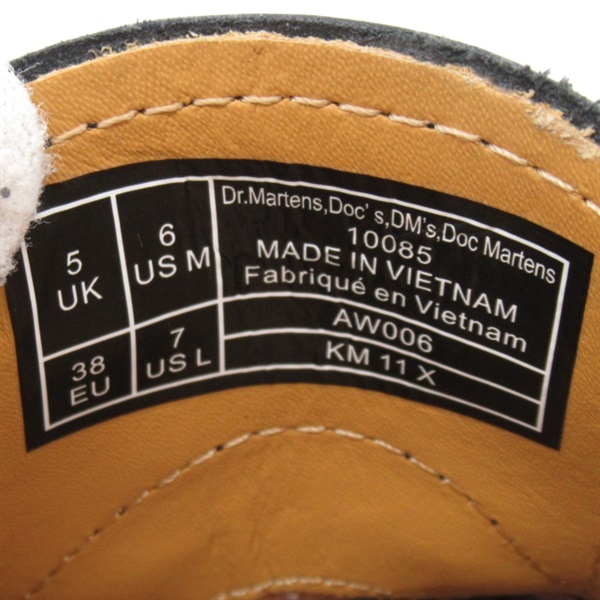 5
UK
6
US M
38
EU
7
US L
Dr.Martens,Doc's,DM's,Doc Martens
10085
MADE IN VIETNAM
Fabriqué en Vietnam
AW006
KM 11 X